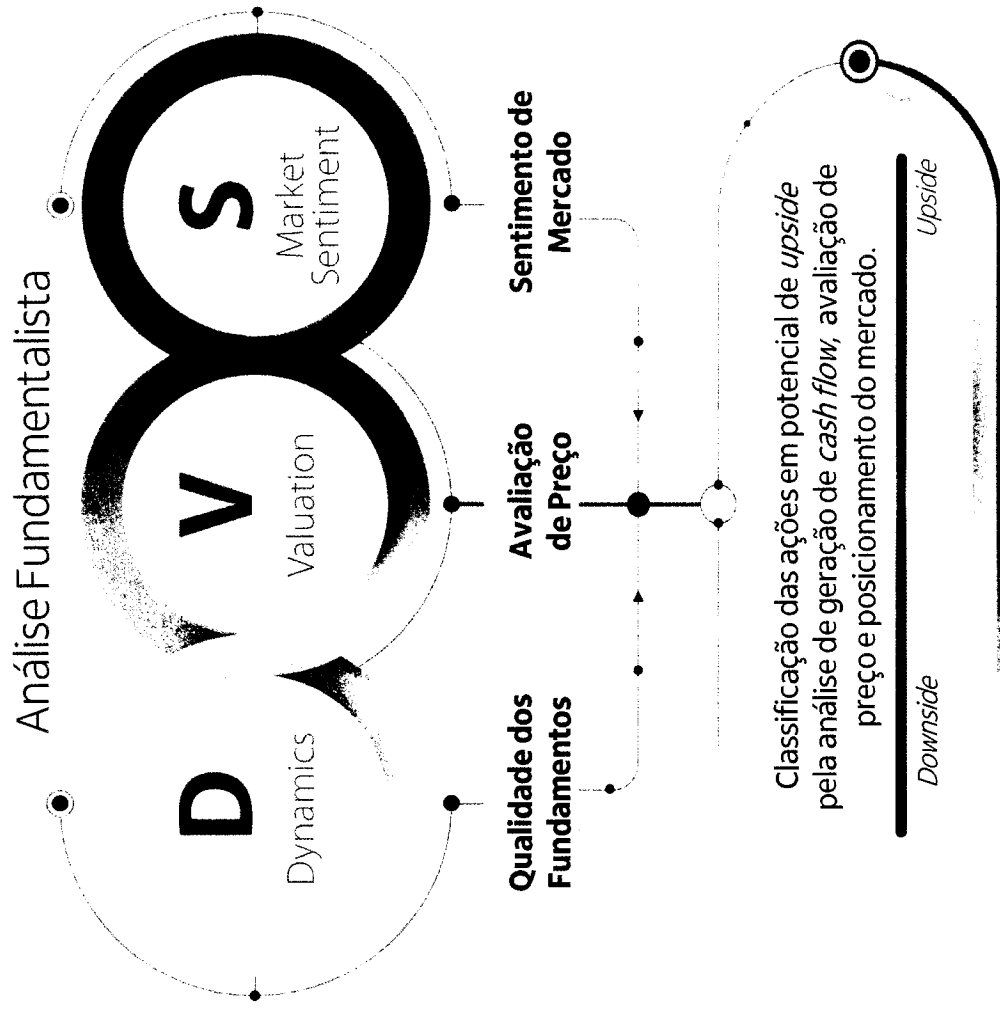 Análise Fundamentalista
D
V
S
Dynamics
Valuation
Market
Sentiment
Qualidade dos
Fundamentos
Avaliação
de Preço
Sentimento de
Mercado
Classificação das ações em potencial de upside
pela análise de geração de cash flow, avaliação de
preço e posicionamento do mercado.
Downside
Upside